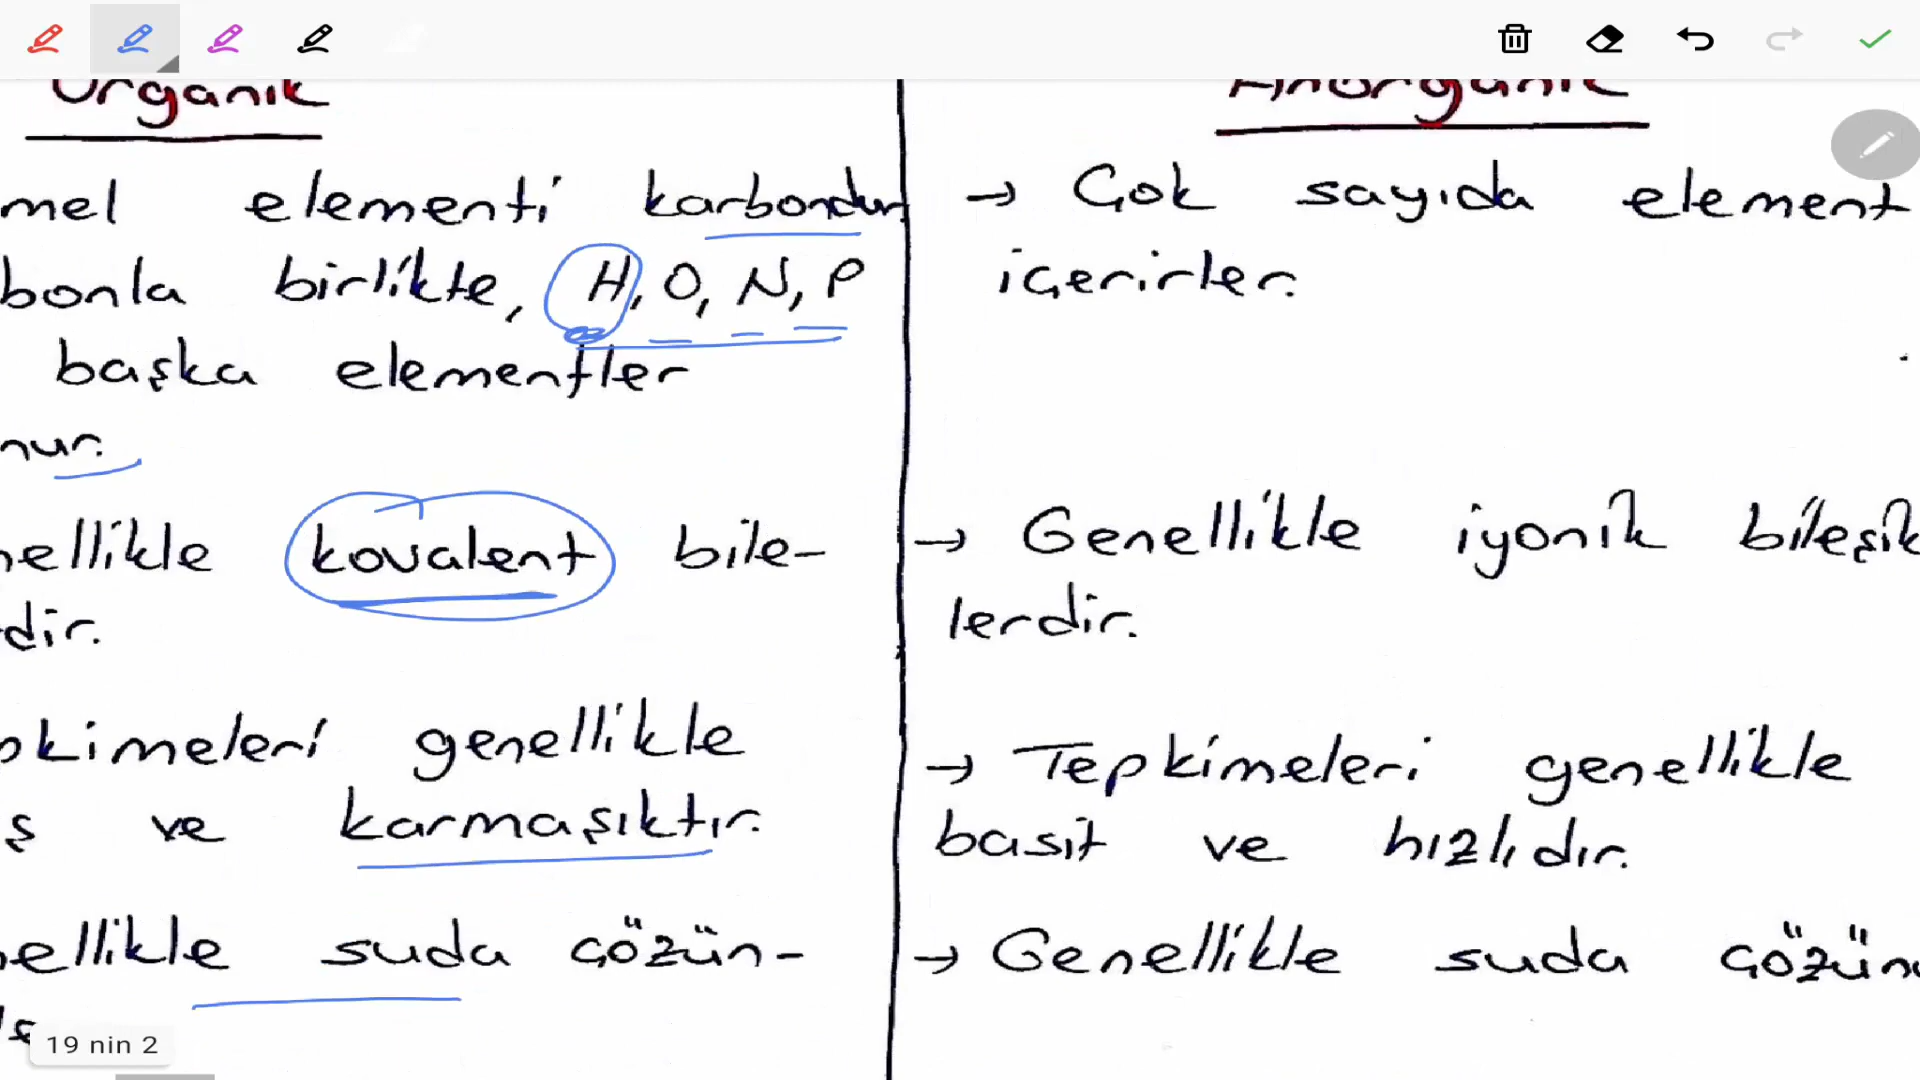 Organik
mel elementi karbondur.
bonla birlikte, H, O, N, P
başka elementler
nur.
nellikle kovalent bile-
dir.
pkimeleri genellikle
ş ve karmaşıktır.
ellikle suda çözün-
Anorganik
→ Çok sayıda element
içerirler.
→ Genellikle iyonik bileşik
lerdir.
→ Tepkimeleri genellikle
basit ve hızlıdır.
→ Genellikle suda çözün
19 nin 2